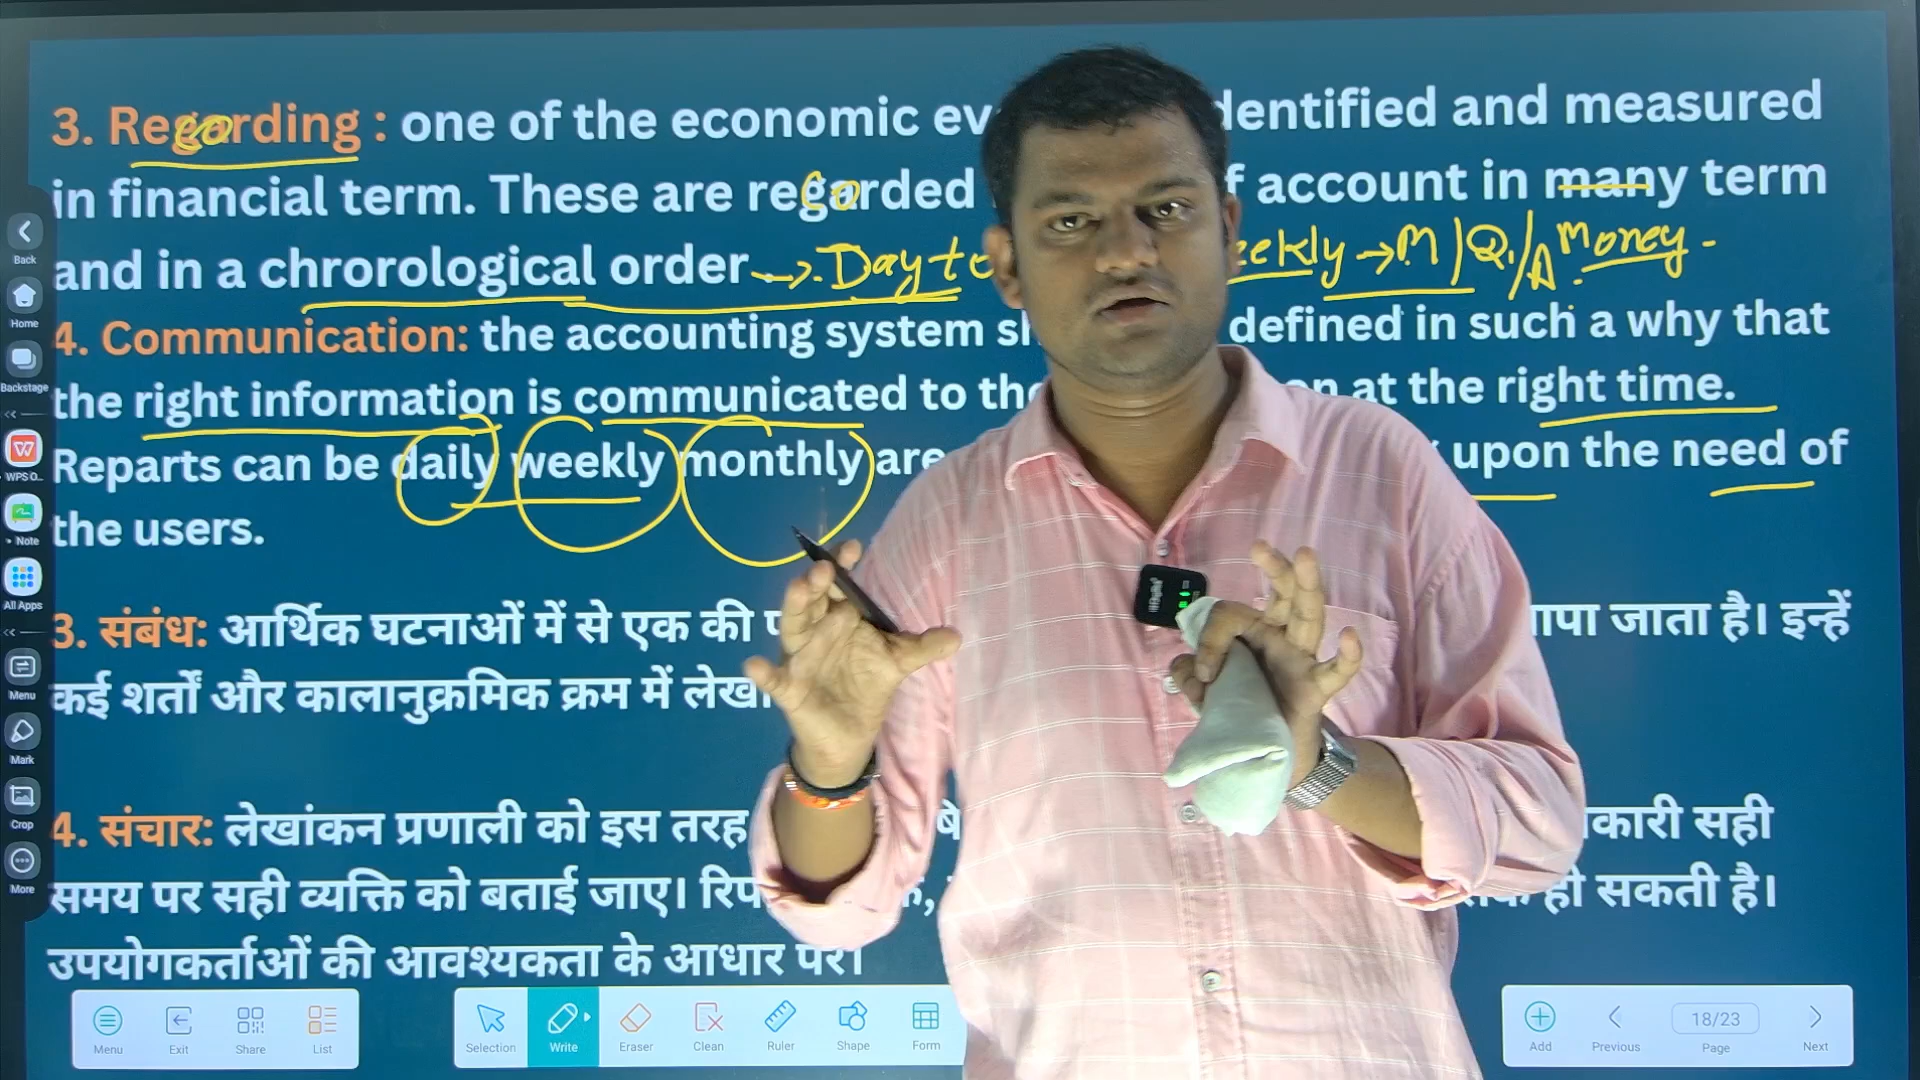 3. Regarding : one of the economic ev dentified and measured
co
in financial term. These are regarded f account in many term
co
and in a chrorological order → Day to eekly → M / Q. / A Money -
4. Communication: the accounting system s defined in such a why that
the right information is communicated to the on at the right time.
Reparts can be daily weekly monthly are upon the need of
the users.
3. संबंध: आर्थिक घटनाओं में से एक की मापा जाता है। इन्हें
कई शर्तों और कालानुक्रमिक क्रम में लेखा
4. संचार: लेखांकन प्रणाली को इस तरह कारी सही
समय पर सही व्यक्ति को बताई जाए। रिप हो सकती है।
उपयोगकर्ताओं की आवश्यकता के आधार पर।
Back
Home
Backstage
WPS O...
Note
All Apps
Menu
Mark
Crop
More
Menu Exit Share List Selection Write Eraser Clean Ruler Shape Form Add Previous 18/23 Page Next